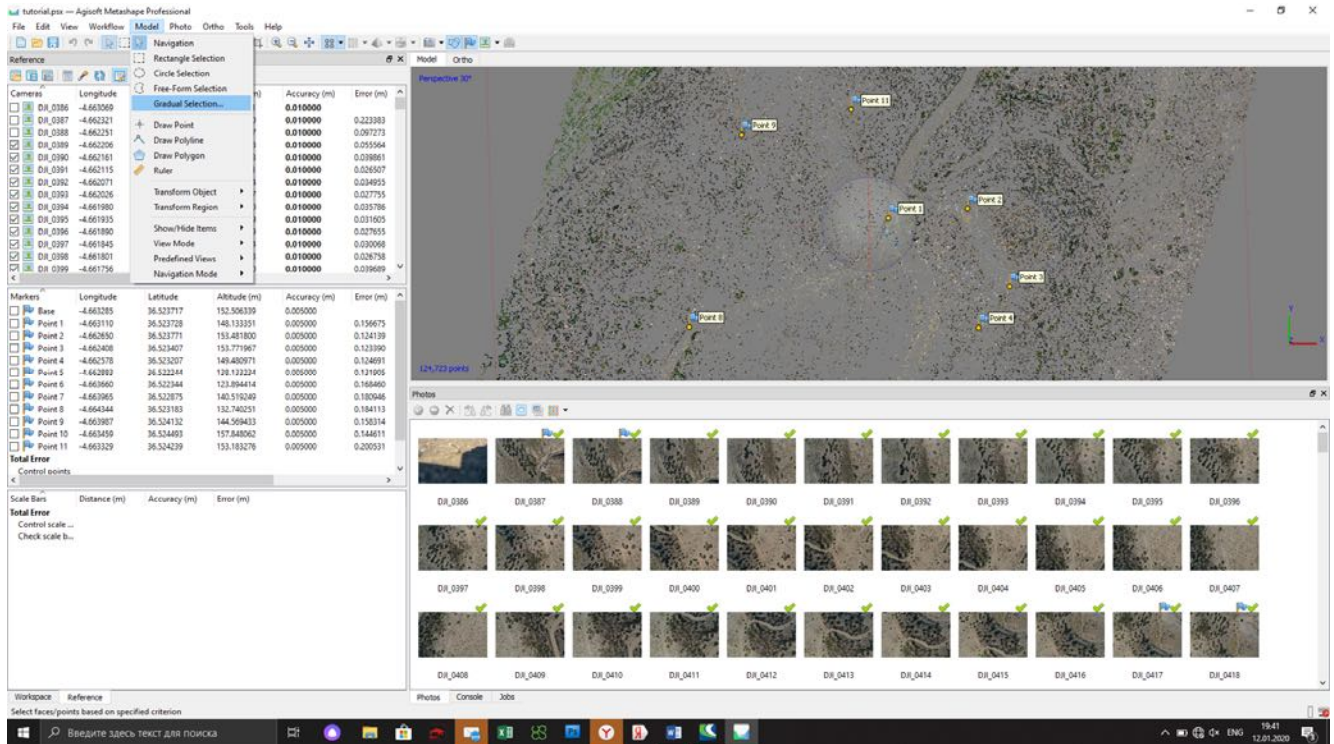 tutorial.psx — Agisoft Metashape Professional
File Edit View Workflow Model Photo Ortho Tools Help
Navigation
Rectangle Selection
Circle Selection
Free-Form Selection
Gradual Selection...
Draw Point
Draw Polyline
Draw Polygon
Ruler
Transform Object
Transform Region
Show/Hide Items
View Mode
Predefined Views
Navigation Mode
Reference
Cameras Longitude Accuracy (m) Error (m)
DJI_0386 -4.663069 0.010000
DJI_0387 -4.662321 0.010000 0.223383
DJI_0388 -4.662251 0.010000 0.097273
DJI_0389 -4.662206 0.010000 0.055564
DJI_0390 -4.662161 0.010000 0.039861
DJI_0391 -4.662115 0.010000 0.026507
DJI_0392 -4.662071 0.010000 0.034955
DJI_0393 -4.662026 0.010000 0.027755
DJI_0394 -4.661980 0.010000 0.035786
DJI_0395 -4.661935 0.010000 0.031605
DJI_0396 -4.661890 0.010000 0.027655
DJI_0397 -4.661845 0.010000 0.030068
DJI_0398 -4.661801 0.010000 0.026758
DJI_0399 -4.661756 0.010000 0.039689
Markers Longitude Latitude Altitude (m) Accuracy (m) Error (m)
Base -4.663285 36.523717 152.506339 0.005000
Point 1 -4.663110 36.523728 148.133351 0.005000 0.156675
Point 2 -4.662650 36.523771 153.481800 0.005000 0.124139
Point 3 -4.662408 36.523407 153.771967 0.005000 0.123390
Point 4 -4.662578 36.523207 149.480971 0.005000 0.124691
Point 5 -4.662893 36.522244 128.132224 0.005000 0.131905
Point 6 -4.663660 36.522344 123.894414 0.005000 0.168460
Point 7 -4.663965 36.522875 140.519249 0.005000 0.180946
Point 8 -4.664344 36.523183 132.740251 0.005000 0.184113
Point 9 -4.663987 36.524132 144.569433 0.005000 0.158314
Point 10 -4.663459 36.524493 157.848062 0.005000 0.144611
Point 11 -4.663329 36.524239 153.183276 0.005000 0.200531
Total Error
Control points
Scale Bars Distance (m) Accuracy (m) Error (m)
Total Error
Control scale ...
Check scale b...
Workspace Reference
Select faces/points based on specified criterion
Model Ortho
Perspective 30°
Point 11
Point 9
Point 2
Point 1
Point 3
Point 8
Point 4
Y
X
124,723 points
Photos
DJI_0386 DJI_0387 DJI_0388 DJI_0389 DJI_0390 DJI_0391 DJI_0392 DJI_0393 DJI_0394 DJI_0395 DJI_0396
DJI_0397 DJI_0398 DJI_0399 DJI_0400 DJI_0401 DJI_0402 DJI_0403 DJI_0404 DJI_0405 DJI_0406 DJI_0407
DJI_0408 DJI_0409 DJI_0410 DJI_0411 DJI_0412 DJI_0413 DJI_0414 DJI_0415 DJI_0416 DJI_0417 DJI_0418
Photos Console Jobs
Введите здесь текст для поиска
ENG
19:41
12.01.2020